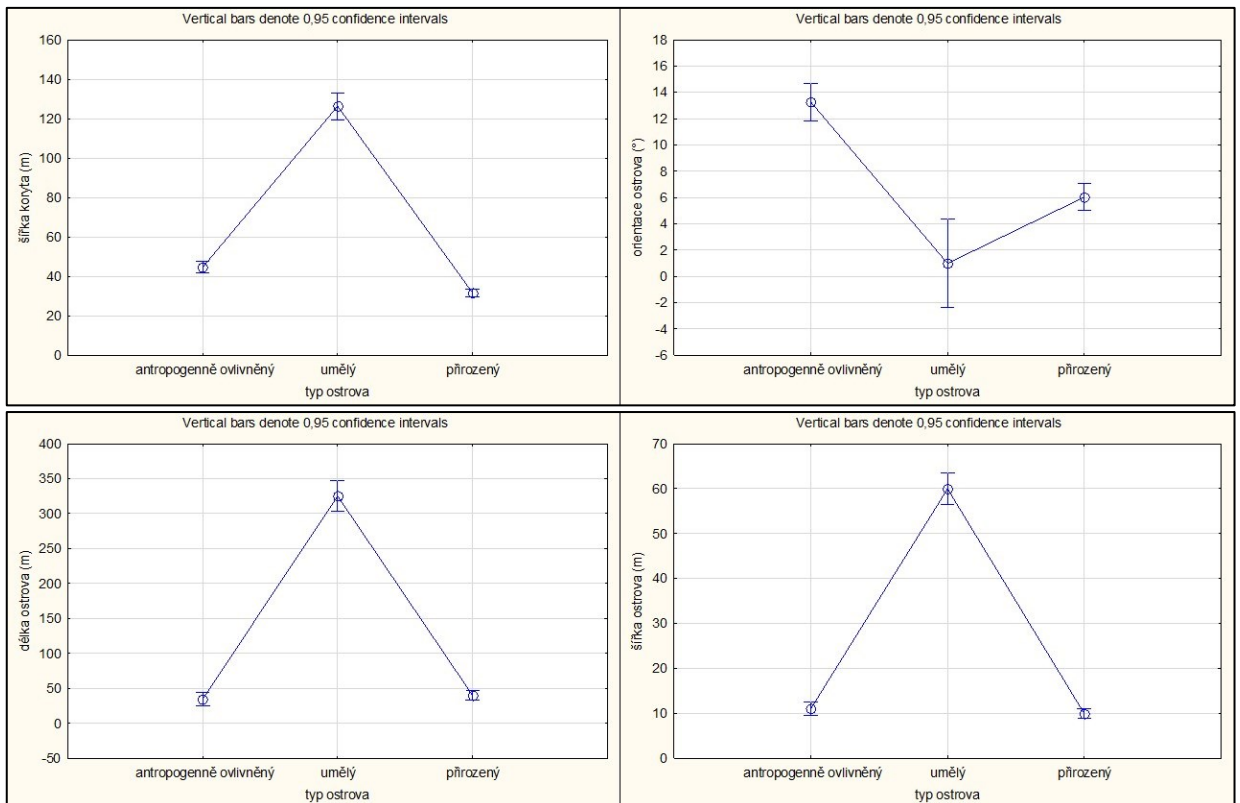 Vertical bars denote 0,95 confidence intervals
160
140
120
100
80
60
40
20
0
šířka koryta (m)
antropogenně ovlivněný umělý přirozený
typ ostrova
Vertical bars denote 0,95 confidence intervals
18
16
14
12
10
8
6
4
2
0
-2
-4
-6
orientace ostrova (°)
antropogenně ovlivněný umělý přirozený
typ ostrova
Vertical bars denote 0,95 confidence intervals
400
350
300
250
200
150
100
50
0
-50
délka ostrova (m)
antropogenně ovlivněný umělý přirozený
typ ostrova
Vertical bars denote 0,95 confidence intervals
70
60
50
40
30
20
10
0
šířka ostrova (m)
antropogenně ovlivněný umělý přirozený
typ ostrova